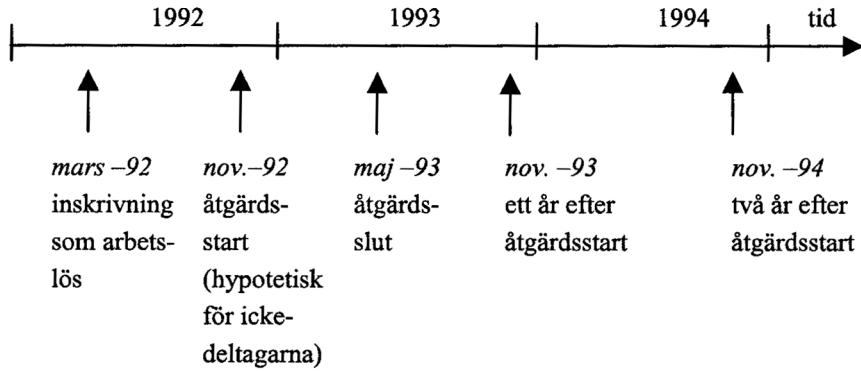 1992 1993 1994 tid
mars –92
inskrivning
som arbets-
lös
nov.–92
åtgärds-
start
(hypotetisk
för icke-
deltagarna)
maj –93
åtgärds-
slut
nov. –93
ett år efter
åtgärdsstart
nov. –94
två år efter
åtgärdsstart